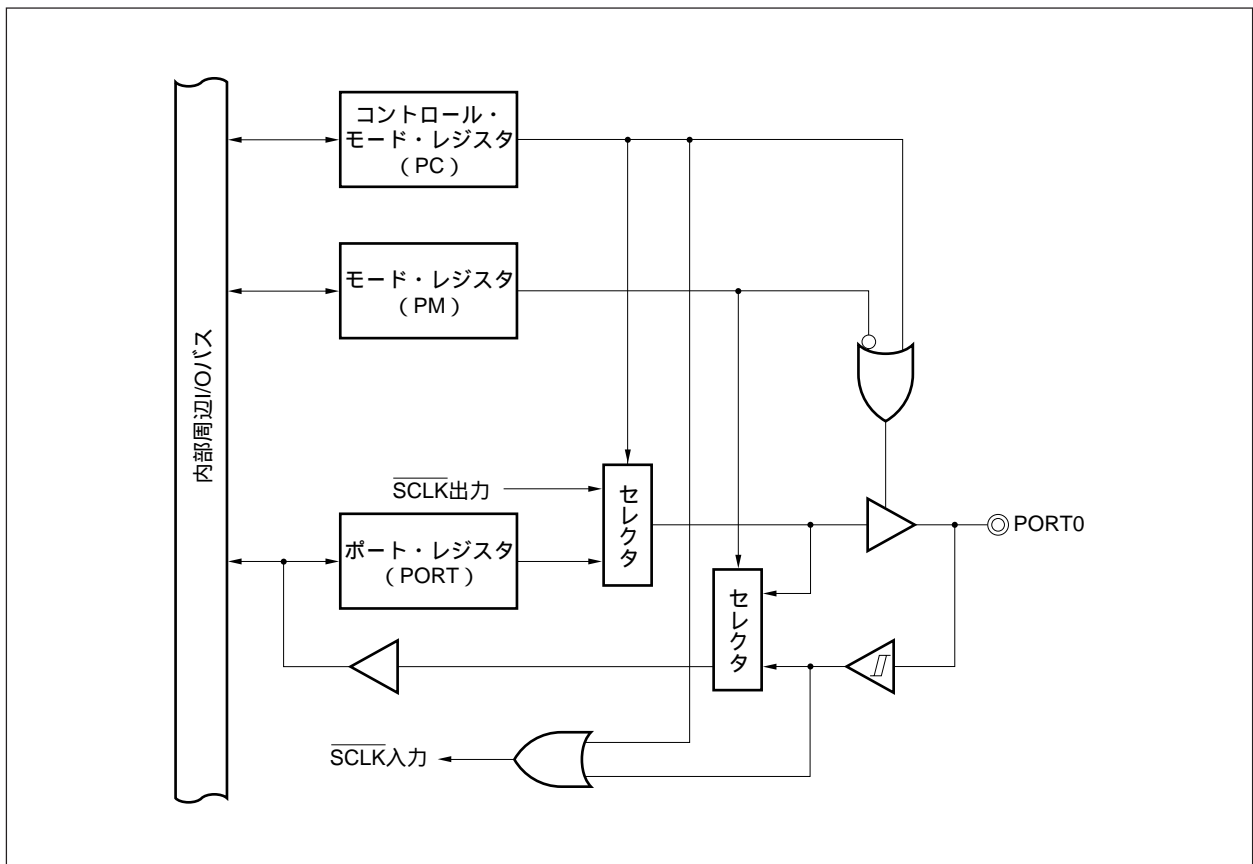 コントロール・
モード・レジスタ
（PC）
モード・レジスタ
（PM）
内部周辺I/Oバス
SCLK出力
セレクタ
PORT0
ポート・レジスタ
（PORT）
セレクタ
SCLK入力